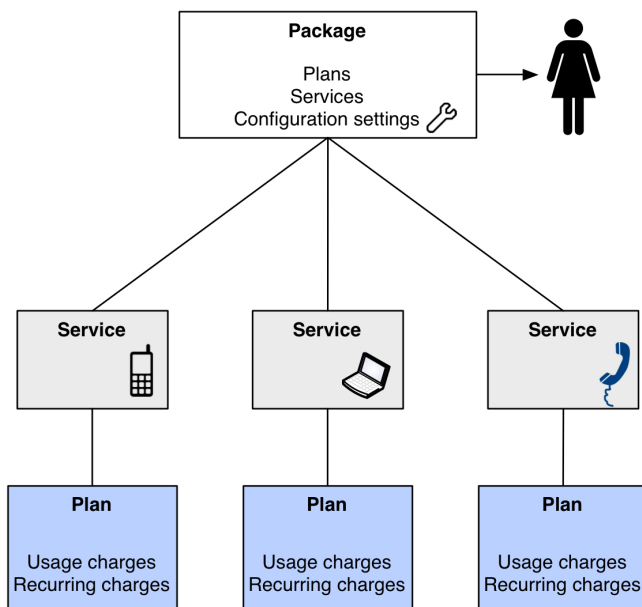 Package
Plans
Services
Configuration settings
Service
Service
Service
Plan
Plan
Plan
Usage charges
Recurring charges
Usage charges
Recurring charges
Usage charges
Recurring charges